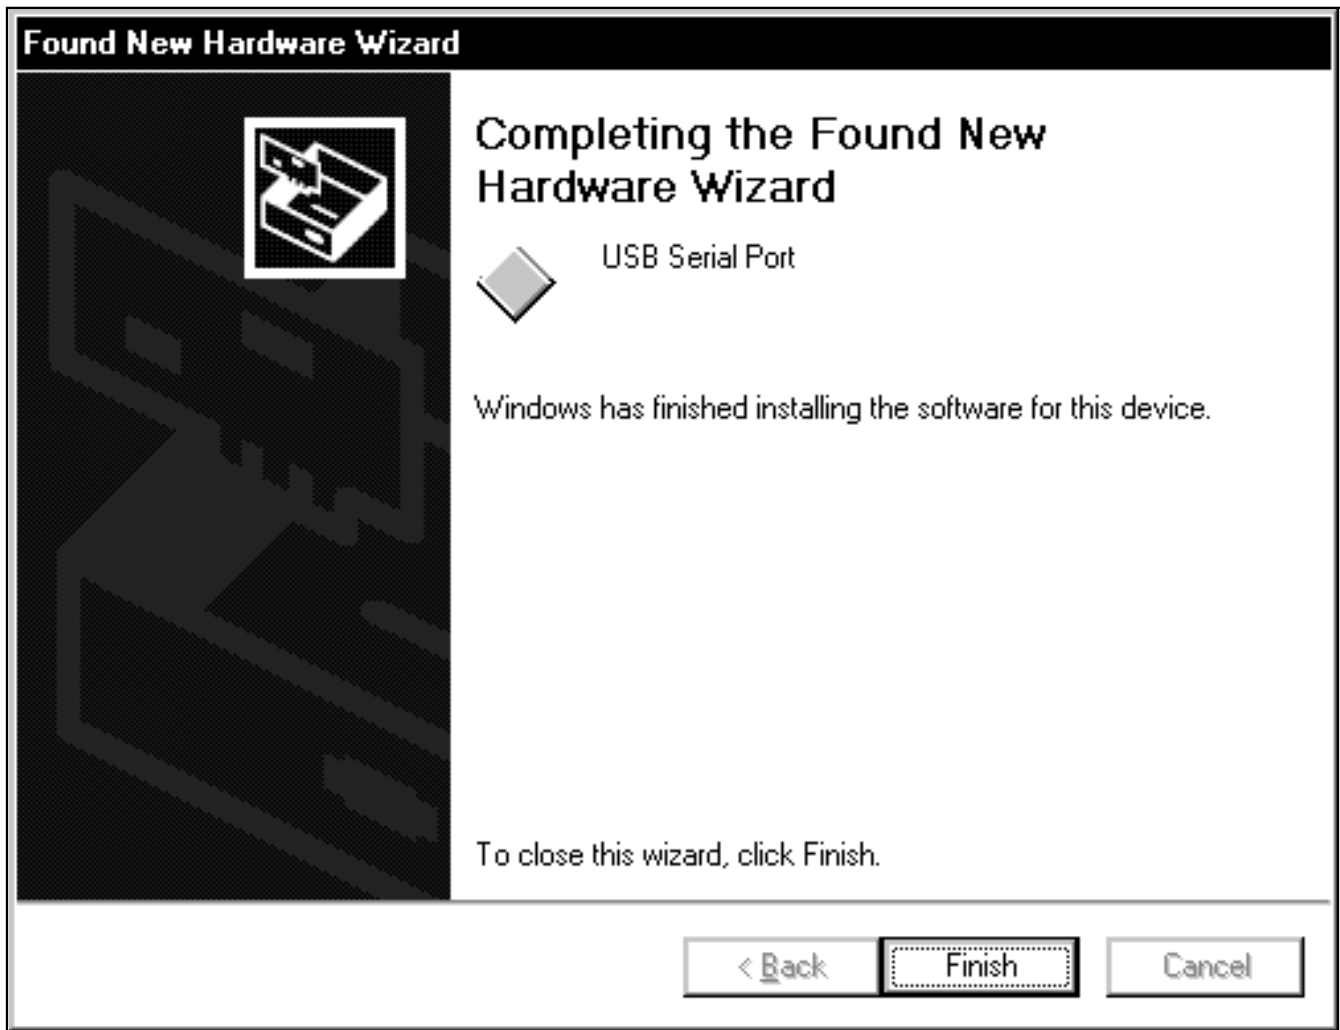 Found New Hardware Wizard
Completing the Found New
Hardware Wizard
USB Serial Port
Windows has finished installing the software for this device.
To close this wizard, click Finish.
< Back
Finish
Cancel